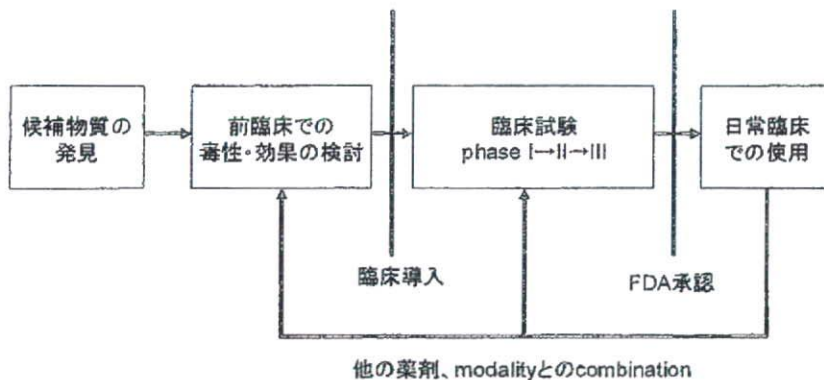 候補物質の
発見
前臨床での
毒性・効果の検討
臨床試験
phase I→II→III
日常臨床
での使用
臨床導入
FDA承認
他の薬剤、modalityとのcombination